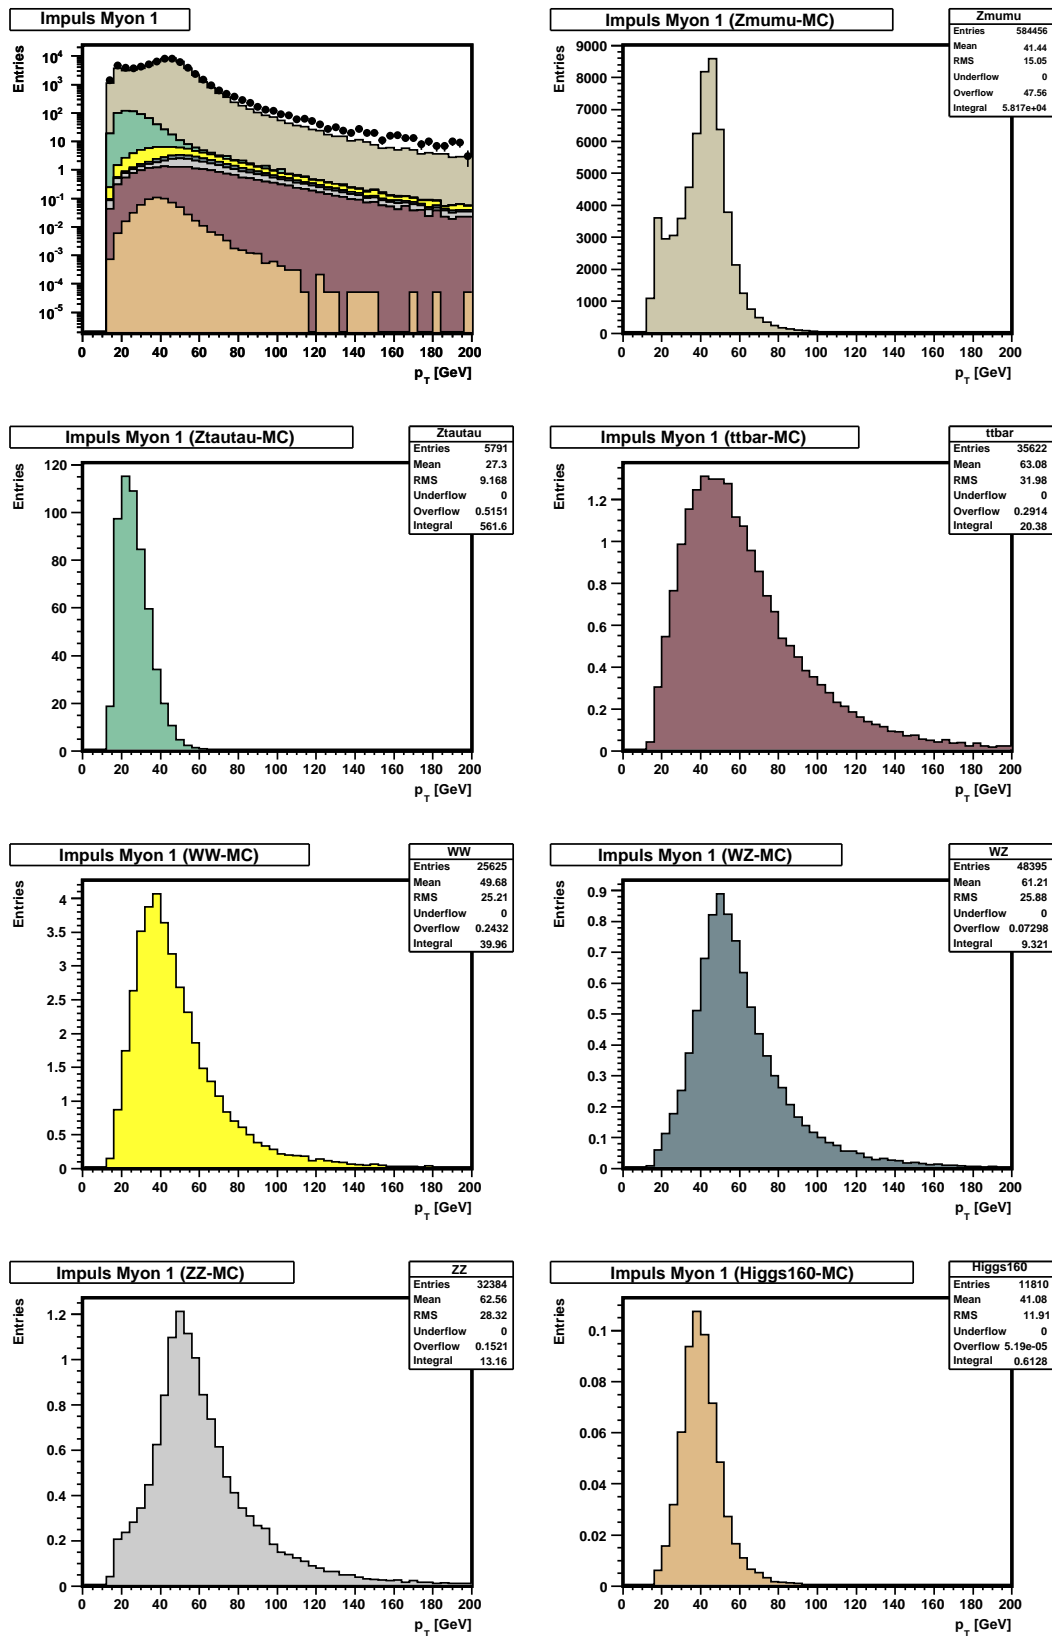 Impuls Myon 1
Entries
10^4
10^3
10^2
10
1
10^-1
10^-2
10^-3
10^-4
10^-5
0 20 40 60 80 100 120 140 160 180 200
p_T [GeV]
Impuls Myon 1 (Zmumu-MC)
Zmumu
Entries 584456
Mean 41.44
RMS 15.05
Underflow 0
Overflow 47.56
Integral 5.817e+04
Entries
9000
8000
7000
6000
5000
4000
3000
2000
1000
0
0 20 40 60 80 100 120 140 160 180 200
p_T [GeV]
Impuls Myon 1 (Ztautau-MC)
Ztautau
Entries 5791
Mean 27.3
RMS 9.168
Underflow 0
Overflow 0.5151
Integral 561.6
Entries
120
100
80
60
40
20
0
0 20 40 60 80 100 120 140 160 180 200
p_T [GeV]
Impuls Myon 1 (ttbar-MC)
ttbar
Entries 35622
Mean 63.08
RMS 31.98
Underflow 0
Overflow 0.2914
Integral 20.38
Entries
1.2
1
0.8
0.6
0.4
0.2
0
0 20 40 60 80 100 120 140 160 180 200
p_T [GeV]
Impuls Myon 1 (WW-MC)
WW
Entries 25625
Mean 49.68
RMS 25.21
Underflow 0
Overflow 0.2432
Integral 39.96
Entries
4
3.5
3
2.5
2
1.5
1
0.5
0
0 20 40 60 80 100 120 140 160 180 200
p_T [GeV]
Impuls Myon 1 (WZ-MC)
WZ
Entries 48395
Mean 61.21
RMS 25.88
Underflow 0
Overflow 0.07298
Integral 9.321
Entries
0.9
0.8
0.7
0.6
0.5
0.4
0.3
0.2
0.1
0
0 20 40 60 80 100 120 140 160 180 200
p_T [GeV]
Impuls Myon 1 (ZZ-MC)
ZZ
Entries 32384
Mean 62.56
RMS 28.32
Underflow 0
Overflow 0.1521
Integral 13.16
Entries
1.2
1
0.8
0.6
0.4
0.2
0
0 20 40 60 80 100 120 140 160 180 200
p_T [GeV]
Impuls Myon 1 (Higgs160-MC)
Higgs160
Entries 11810
Mean 41.08
RMS 11.91
Underflow 0
Overflow 5.19e-05
Integral 0.6128
Entries
0.1
0.08
0.06
0.04
0.02
0
0 20 40 60 80 100 120 140 160 180 200
p_T [GeV]